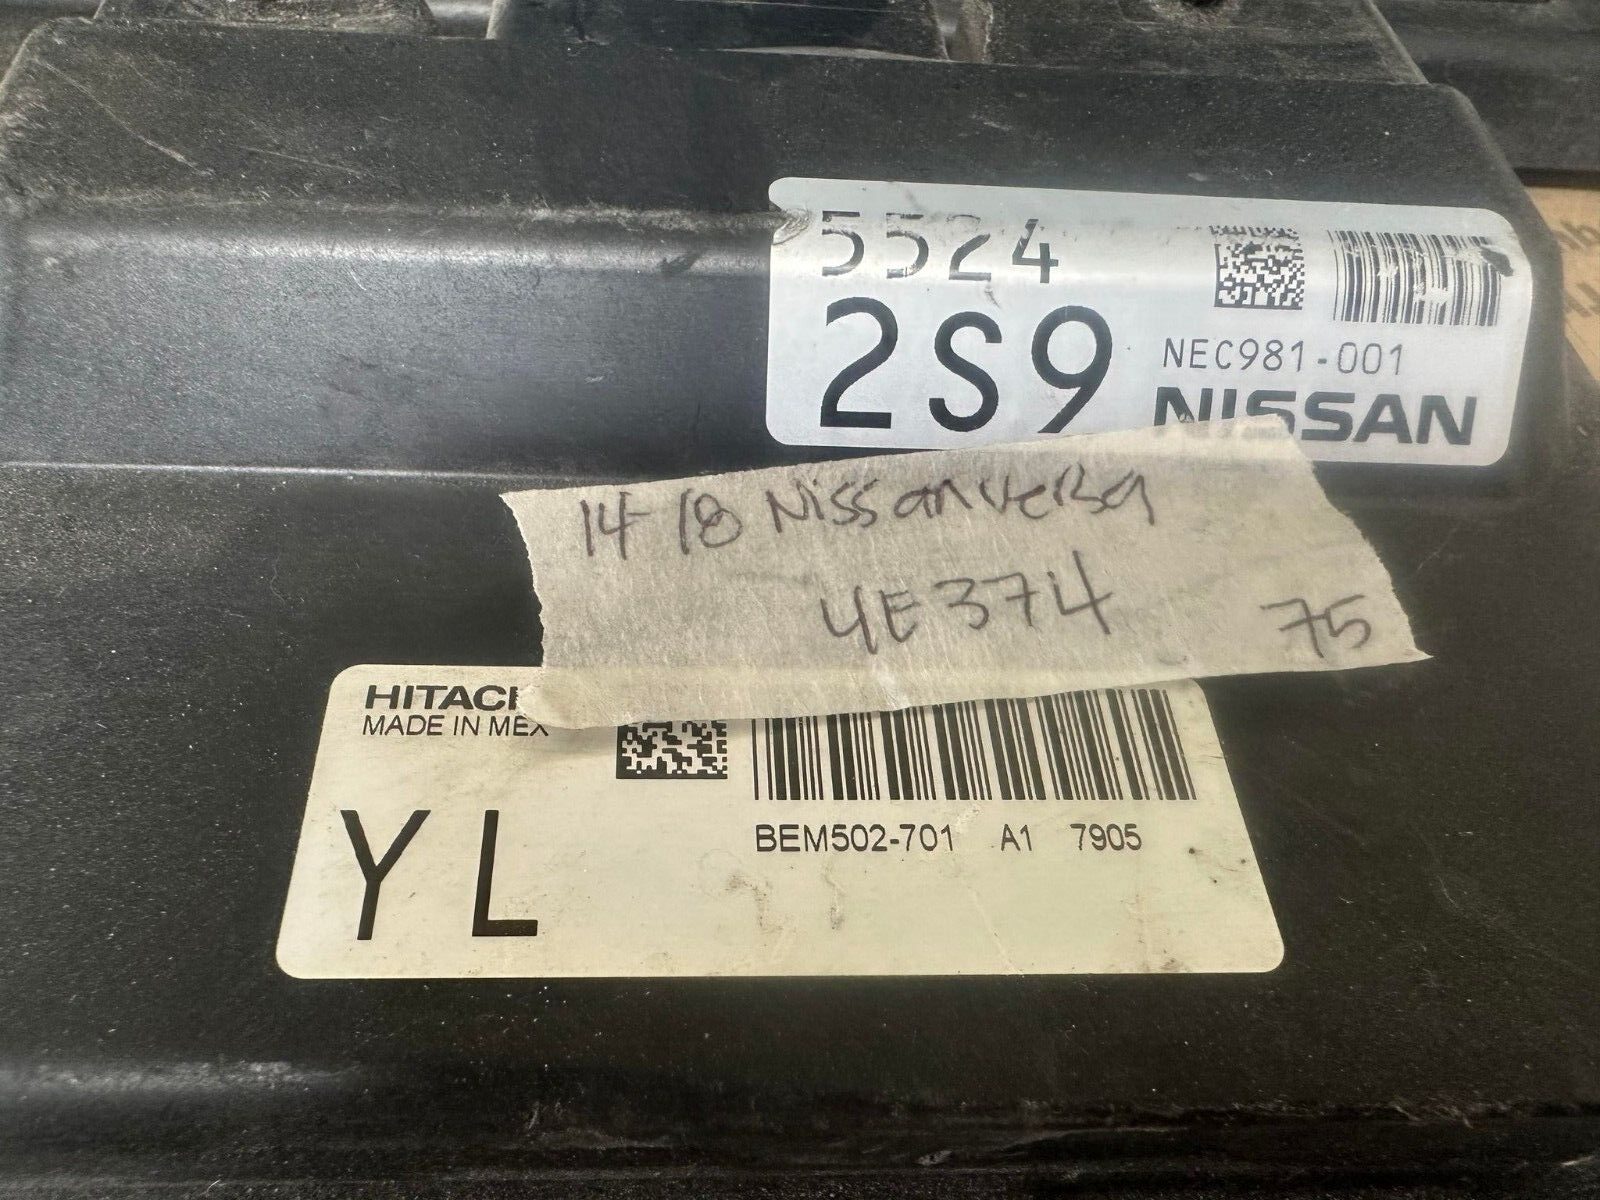 5524
2S9
NEC981-001
NISSAN
14-18 Nissan versa
4E374
75
HITACH
MADE IN MEX
YL
BEM502-701 A1 7905